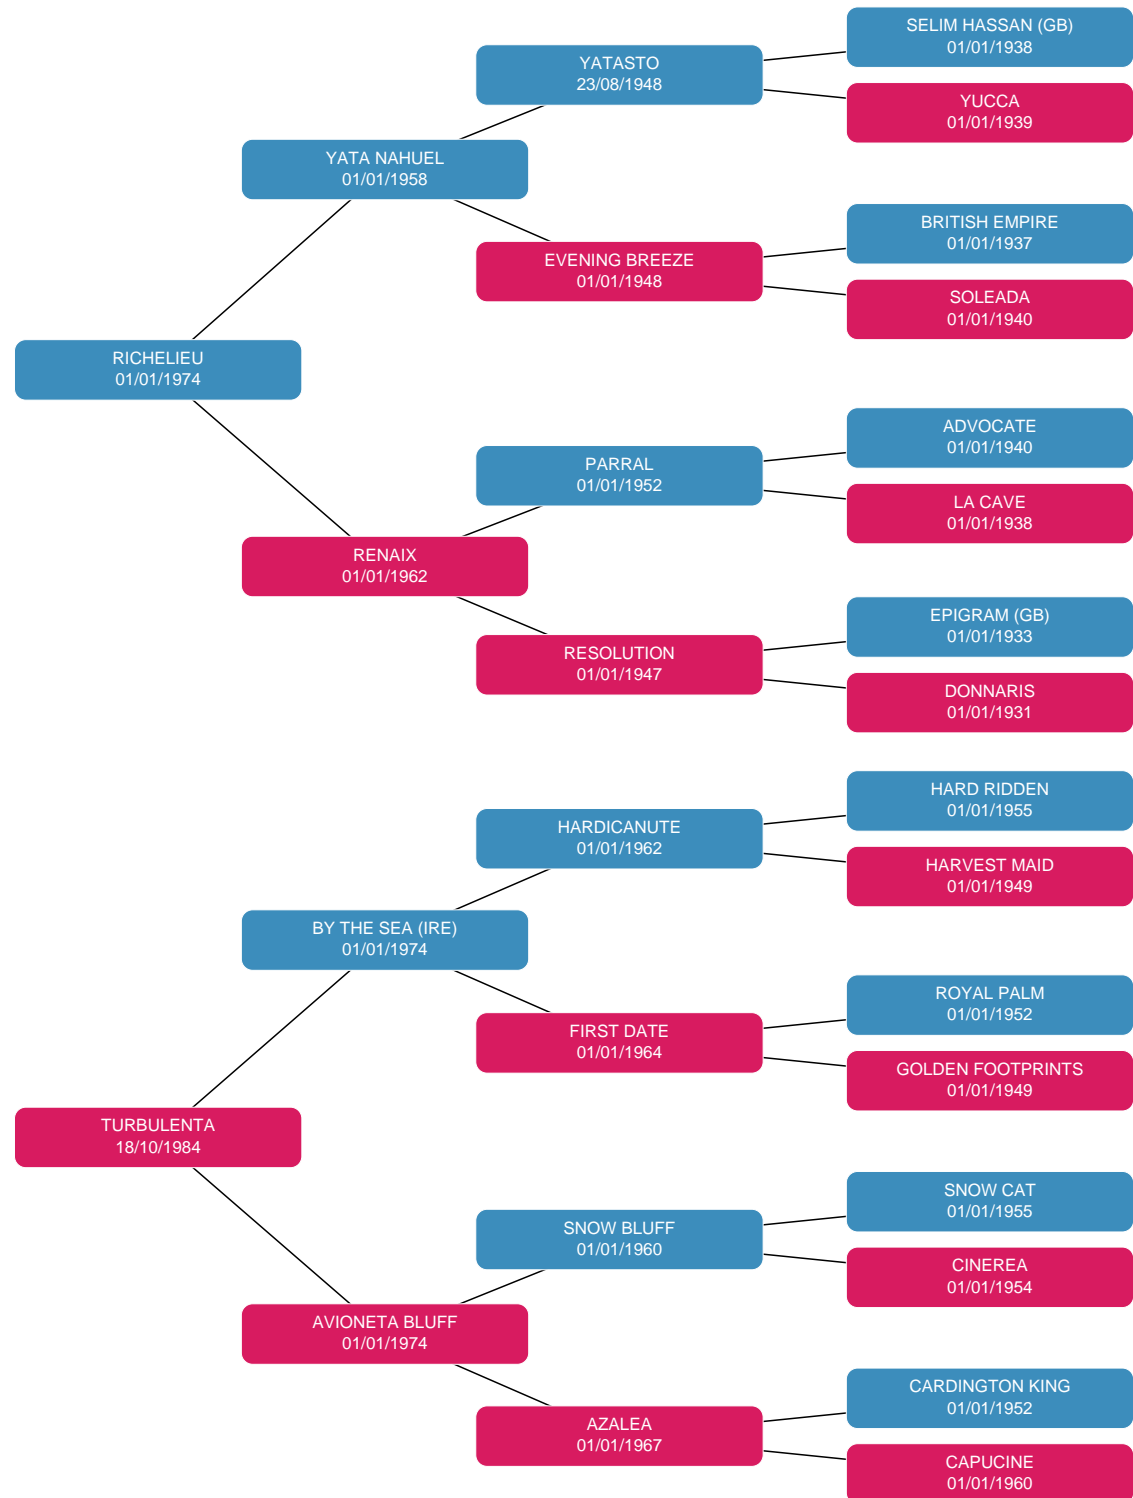 SELIM HASSAN (GB)
01/01/1938
YATASTO
23/08/1948
YUCCA
01/01/1939
YATA NAHUEL
01/01/1958
BRITISH EMPIRE
01/01/1937
EVENING BREEZE
01/01/1948
SOLEADA
01/01/1940
RICHELIEU
01/01/1974
ADVOCATE
01/01/1940
PARRAL
01/01/1952
LA CAVE
01/01/1938
RENAIX
01/01/1962
EPIGRAM (GB)
01/01/1933
RESOLUTION
01/01/1947
DONNARIS
01/01/1931
HARD RIDDEN
01/01/1955
HARDICANUTE
01/01/1962
HARVEST MAID
01/01/1949
BY THE SEA (IRE)
01/01/1974
ROYAL PALM
01/01/1952
FIRST DATE
01/01/1964
GOLDEN FOOTPRINTS
01/01/1949
TURBULENTA
18/10/1984
SNOW CAT
01/01/1955
SNOW BLUFF
01/01/1960
CINEREA
01/01/1954
AVIONETA BLUFF
01/01/1974
CARDINGTON KING
01/01/1952
AZALEA
01/01/1967
CAPUCINE
01/01/1960